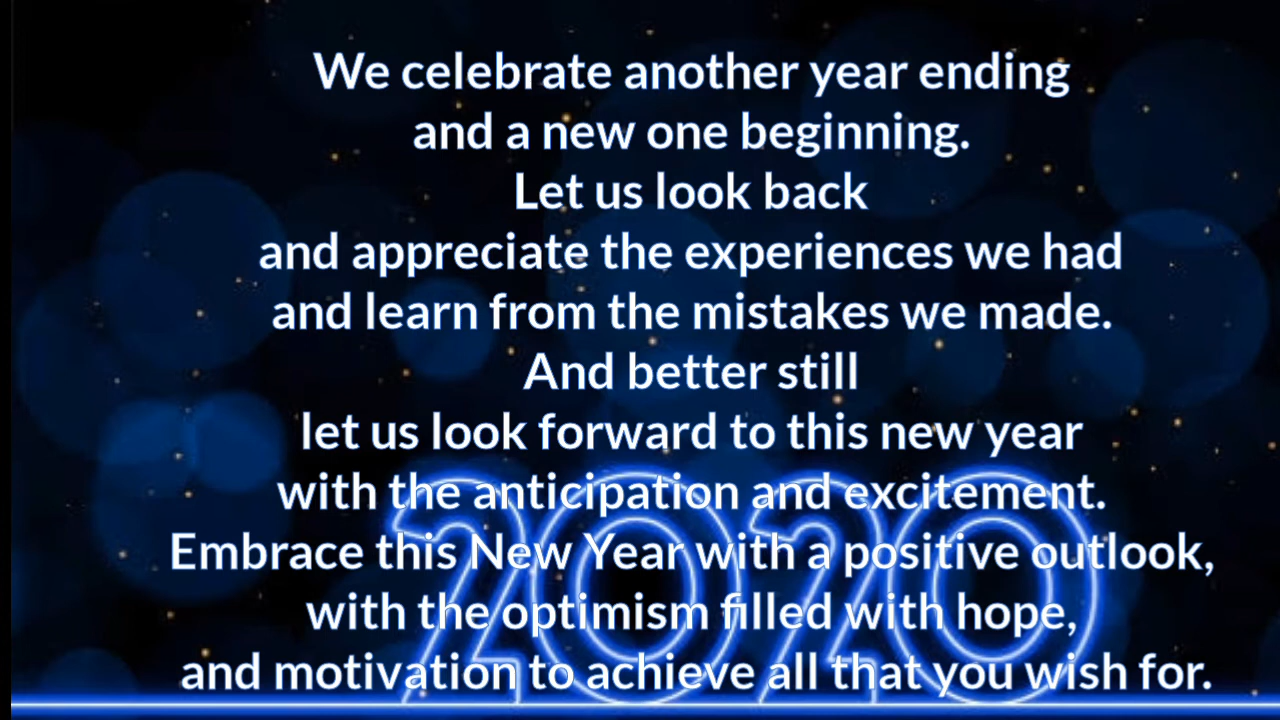 We celebrate another year ending
and a new one beginning.
Let us look back
and appreciate the experiences we had
and learn from the mistakes we made.
And better still
let us look forward to this new year
with the anticipation and excitement.
Embrace this New Year with a positive outlook,
with the optimism filled with hope,
and motivation to achieve all that you wish for.
2020